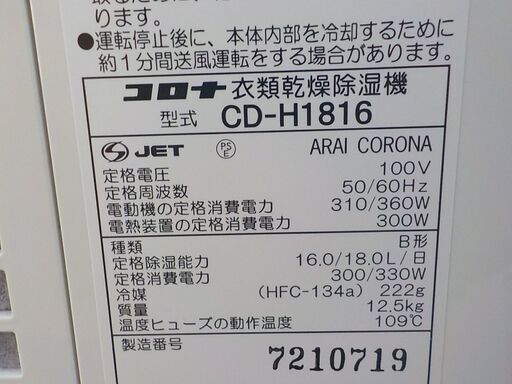 ります。
●運転停止後に、本体内部を冷却するために
約１分間送風運転をする場合があります。
コロナ 衣類乾燥除湿機
型式 CD-H1816
JET PS E ARAI CORONA
定格電圧 100V
定格周波数 50/60Hz
電動機の定格消費電力 310/360W
電熱装置の定格消費電力 300W
種類 B形
定格除湿能力 16.0/18.0L/日
定格消費電力 300/330W
冷媒 (HFC-134a) 222g
質量 12.5kg
温度ヒューズの動作温度 109℃
製造番号 7210719